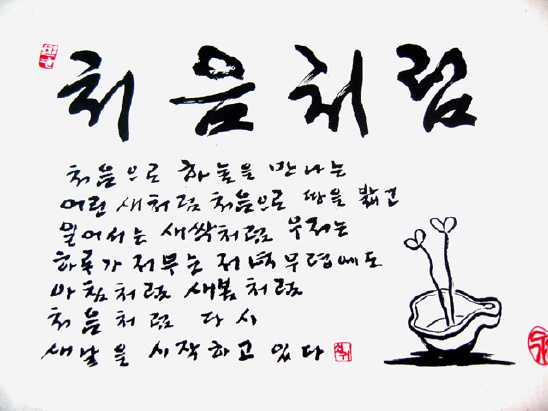 처음처럼
처음으로 하늘을 만나는
어린 새처럼 처음으로 땅을 밟고
일어서는 새싹처럼 우리는
하루가 저무는 저녁무렵에도
아침처럼 새봄처럼
처음처럼 다시
새날을 시작하고 있다